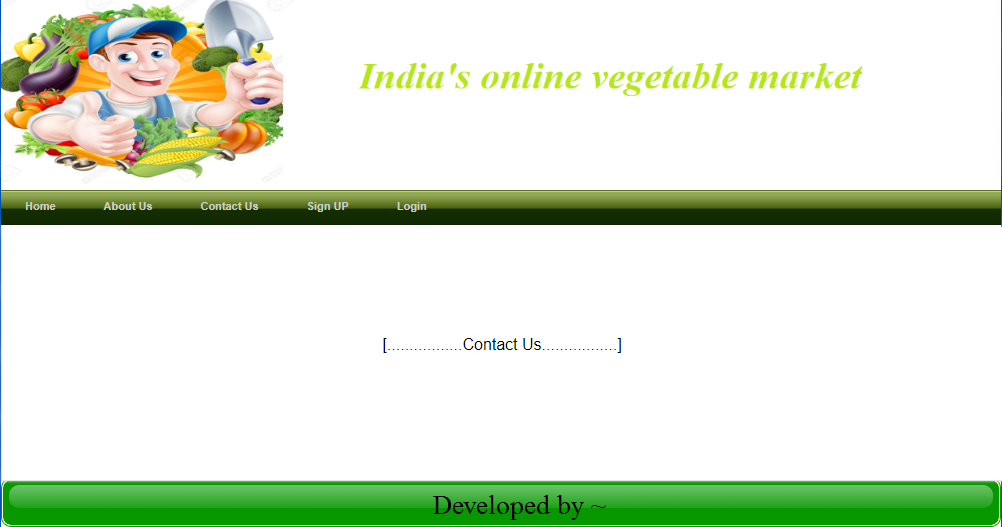 India's online vegetable market
Home About Us Contact Us Sign UP Login
[.................Contact Us.................]
Developed by ~